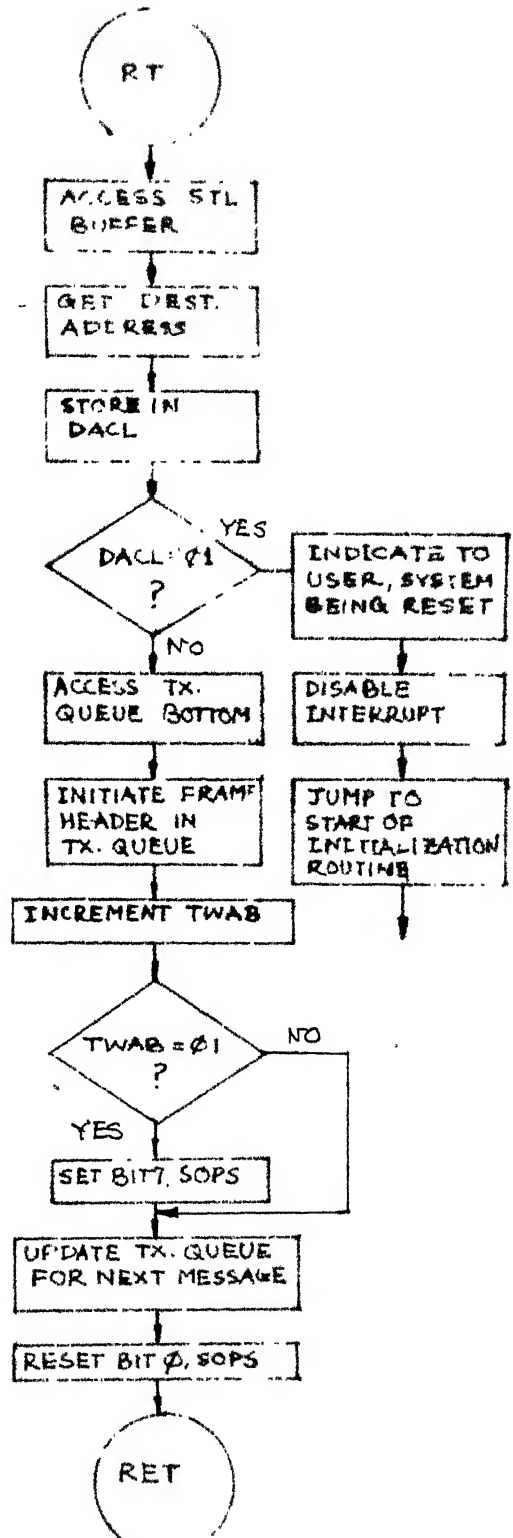 RT
ACCESS STL
BUFFER
GET DEST.
ADDRESS
STORE IN
DACL
DACL = Ø1
?
YES
NO
INDICATE TO
USER, SYSTEM
BEING RESET
DISABLE
INTERRUPT
JUMP TO
START OF
INITIALIZATION
ROUTINE
ACCESS TX.
QUEUE BOTTOM
INITIATE FRAME
HEADER IN
TX. QUEUE
INCREMENT TWAB
TWAB = Ø1
?
NO
YES
SET BIT7, SOPS
UPDATE TX. QUEUE
FOR NEXT MESSAGE
RESET BIT Ø, SOPS
RET